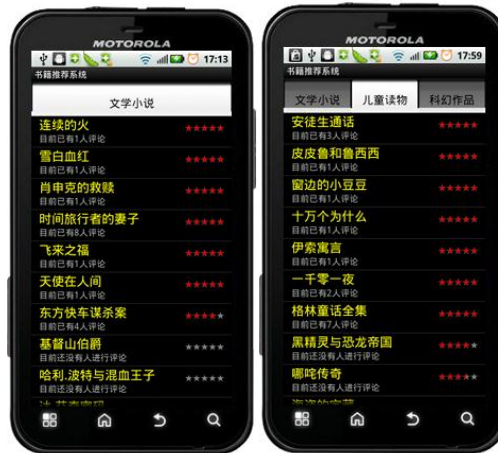 MOTOROLA
17:13
书籍推荐系统
文学小说
连续的火
目前已有1人评论
雪白血红
目前已有1人评论
肖申克的救赎
目前已有1人评论
时间旅行者的妻子
目前已有8人评论
飞来之福
目前已有1人评论
天使在人间
目前已有1人评论
东方快车谋杀案
目前已有4人评论
基督山伯爵
目前还没有人进行评论
哈利.波特与混血王子
目前还没有人进行评论
MOTOROLA
17:59
书籍推荐系统
文学小说 儿童读物 科幻作品
安徒生通话
目前已有3人评论
皮皮鲁和鲁西西
目前已有1人评论
窗边的小豆豆
目前已有1人评论
十万个为什么
目前已有1人评论
伊索寓言
目前已有1人评论
一千零一夜
目前已有2人评论
格林童话全集
目前已有7人评论
黑精灵与恐龙帝国
目前还没有人进行评论
哪咤传奇
目前还没有人进行评论